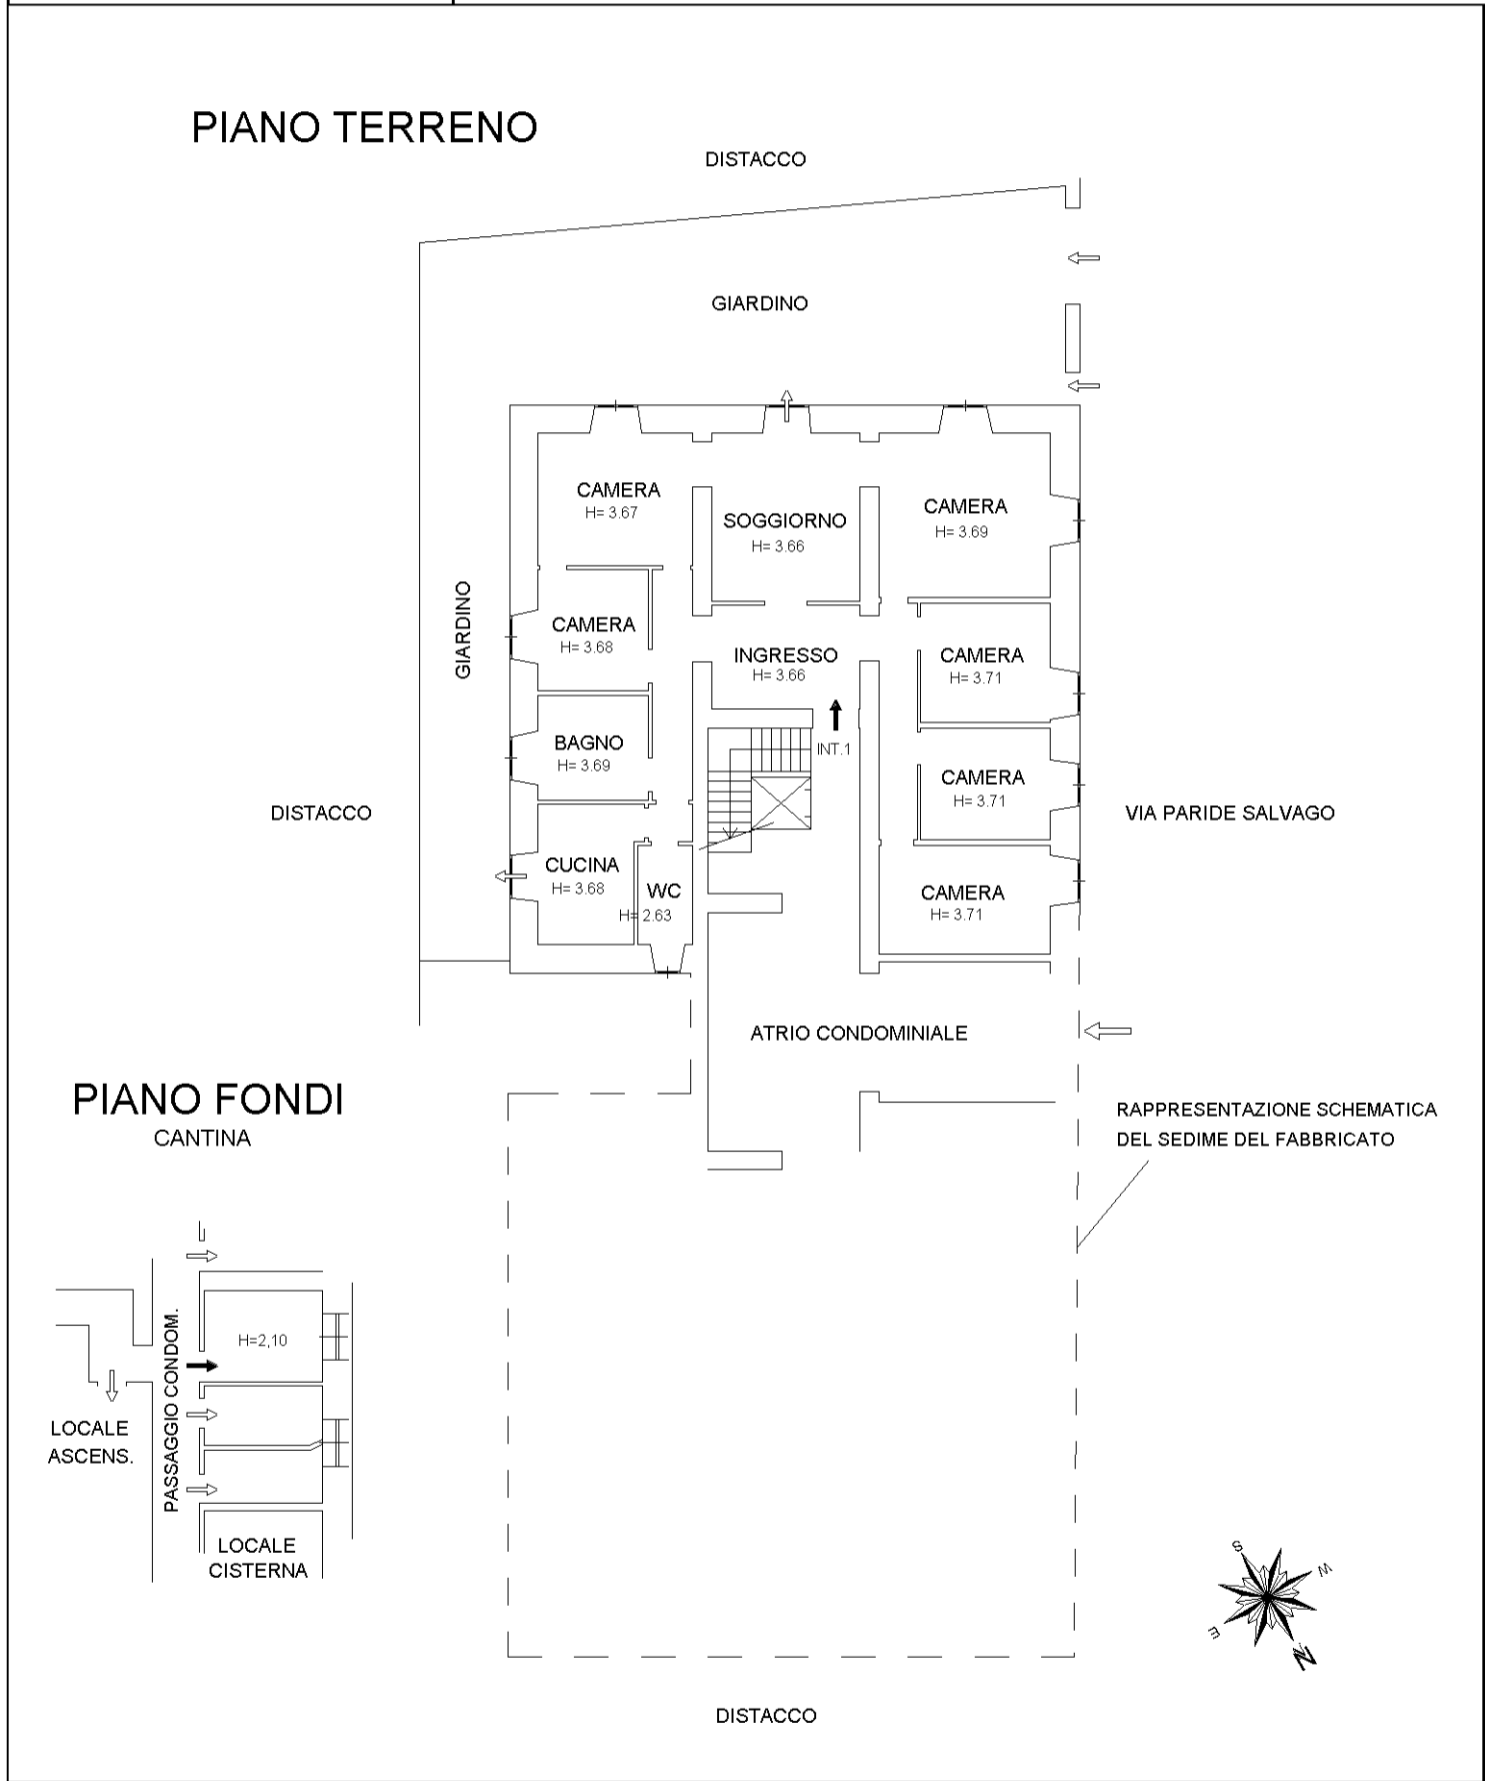 PIANO TERRENO
DISTACCO
GIARDINO
CAMERA
H= 3.67
SOGGIORNO
H= 3.66
CAMERA
H= 3.69
GIARDINO
CAMERA
H= 3.68
INGRESSO
H= 3.66
CAMERA
H= 3.71
BAGNO
H= 3.69
INT.1
CAMERA
H= 3.71
DISTACCO
VIA PARIDE SALVAGO
CUCINA
H= 3.68
WC
H= 2.63
CAMERA
H= 3.71
ATRIO CONDOMINIALE
PIANO FONDI
CANTINA
RAPPRESENTAZIONE SCHEMATICA
DEL SEDIME DEL FABBRICATO
H=2,10
PASSAGGIO CONDOM.
LOCALE
ASCENS.
LOCALE
CISTERNA
S
W
E
N
DISTACCO